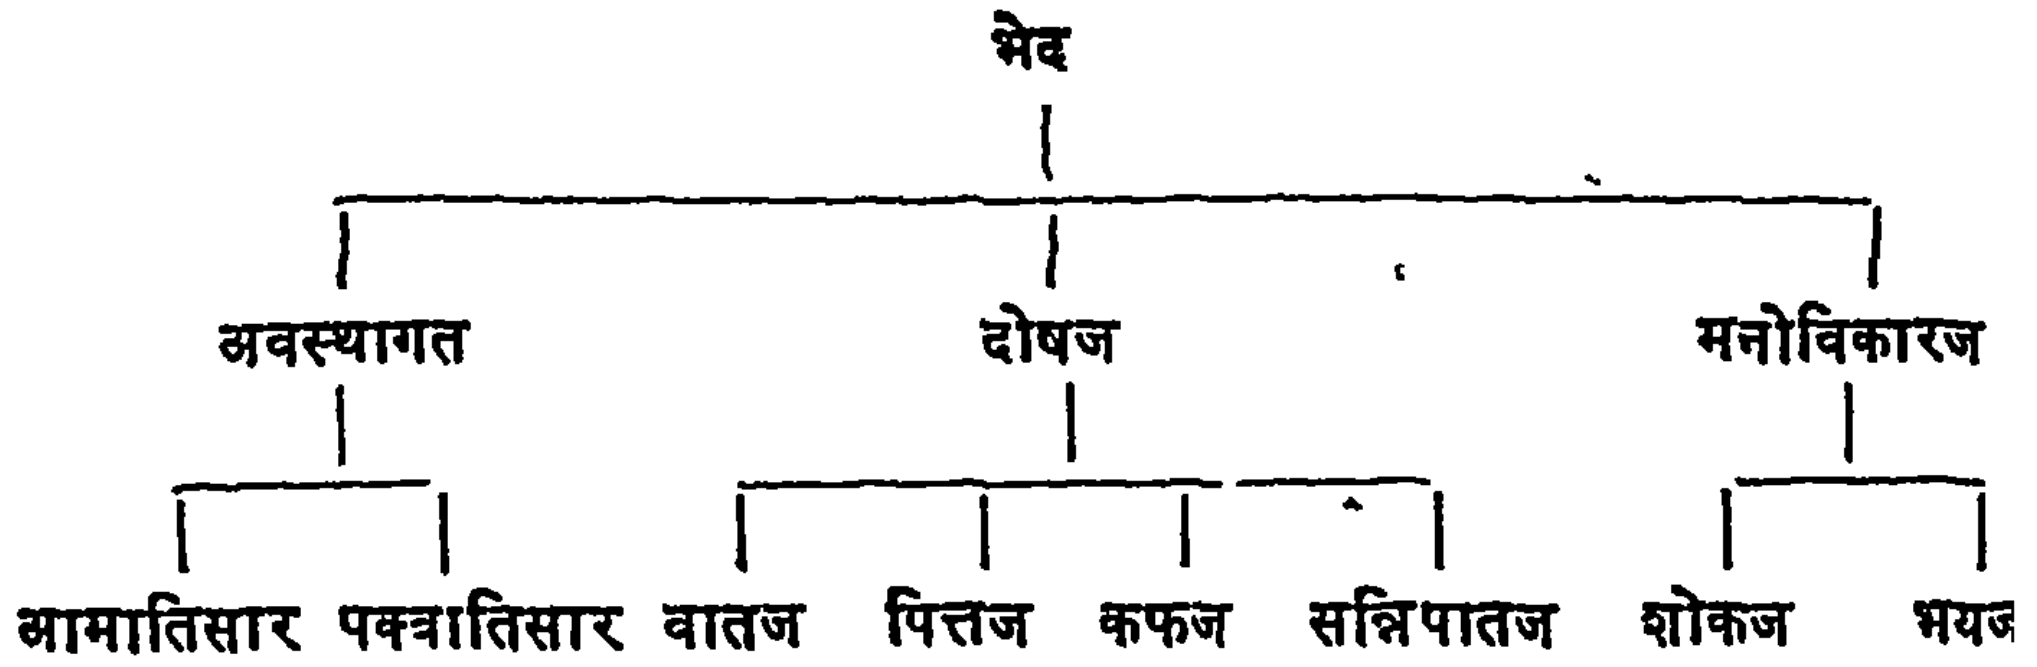 भेद
अवस्थागत दोषज मनोविकारज
आमातिसार पक्वातिसार वातज पित्तज कफज सन्निपातज शोकज भयज